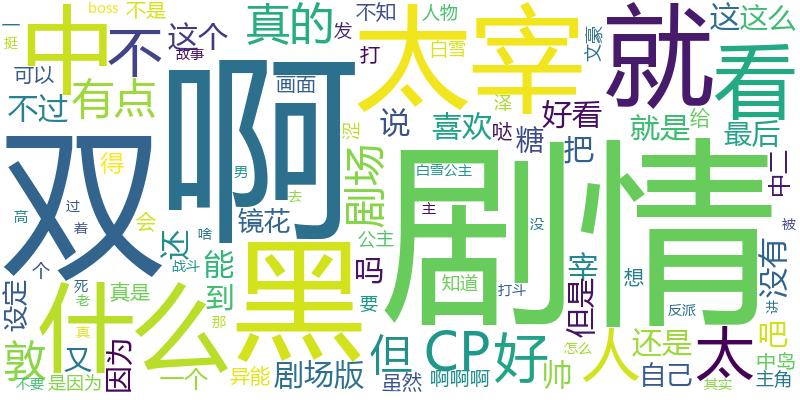 boss
不是
人物
一
挺
中
不
这个
真的
发
不知
打
白雪
文豪
太宰
就
这
这么
看
可以
不过
有点
故事
啊
画面
涩
说
喜欢
泽
哒
糖
好看
把
就是
给
最后
双
得
会
男
镜花
剧场
剧情
白雪公主
主
没
中二
被
高
过
着
还
啥
公主
去
黑
吗
知道
宰
想
没有
个
死
老
战斗
能
到
要
打斗
但是
反派
设定
真是
那
什么
真
敦
又
因为
但
CP
好
人
还是
太
吧
井
中岛
不要
是因为
一个
异能
剧场版
虽然
啊啊啊
帅
怎么
自己
其实
主角